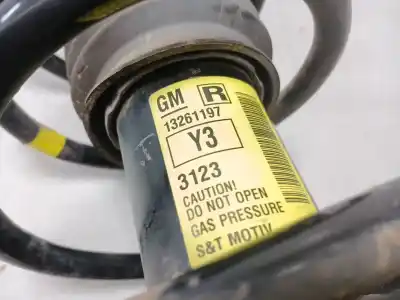 GM R
13261197
Y3
3123
CAUTION!
DO NOT OPEN
GAS PRESSURE
S&T MOTIV